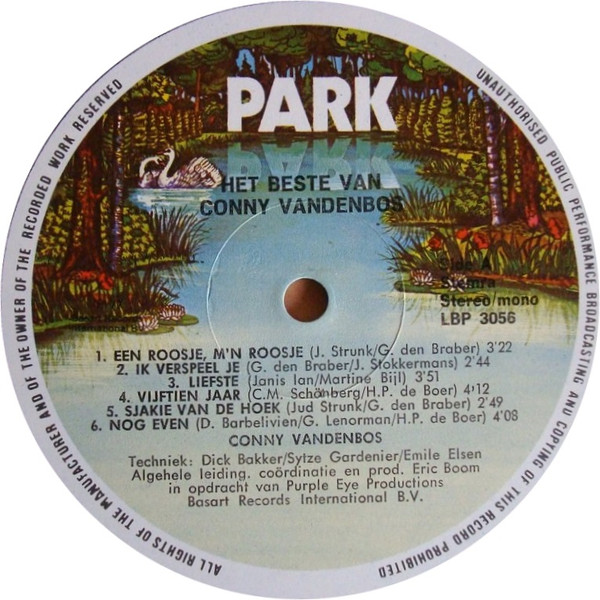 PARK
HET BESTE VAN
CONNY VANDENBOS
Side A
Stemra
Stereo/mono
LBP 3056
International B
1. EEN ROOSJE, M'N ROOSJE (J. Strunk/G. den Braber) 3'22
2. IK VERSPEEL JE (G. den Braber/J. Stokkermans) 2'44
3. LIEFSTE (Janis Ian/Martine Bijl) 3'51
4. VIJFTIEN JAAR (C.M. Schönberg/H.P. de Boer) 4'12
5. SJAKIE VAN DE HOEK (Jud Strunk/G. den Braber) 2'49
6. NOG EVEN (D. Barbelivien/G. Lenorman/H.P. de Boer) 4'08
CONNY VANDENBOS
Techniek: Dick Bakker/Sytze Gardenier/Emile Elsen
Algehele leiding. coördinatie en prod. Eric Boom
in opdracht van Purple Eye Productions
Basart Records International B.V.
ALL RIGHTS OF THE MANUFACTURER AND OF THE OWNER OF THE RECORDED WORK RESERVED
UNAUTHORISED PUBLIC PERFORMANCE BROADCASTING AND COPYING OF THIS RECORD PROHIBITED